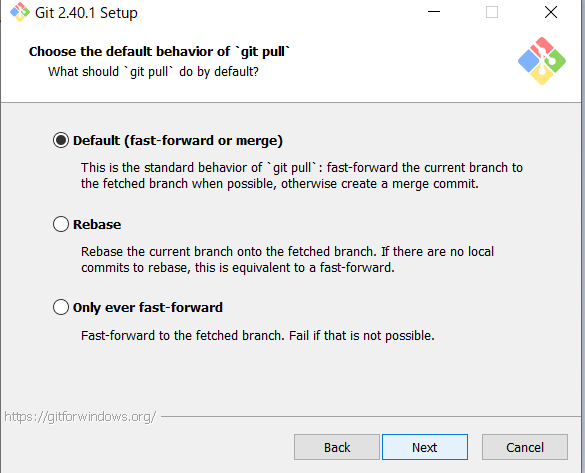 Git 2.40.1 Setup
Choose the default behavior of `git pull`
What should `git pull` do by default?
Default (fast-forward or merge)
This is the standard behavior of `git pull`: fast-forward the current branch to
the fetched branch when possible, otherwise create a merge commit.
Rebase
Rebase the current branch onto the fetched branch. If there are no local
commits to rebase, this is equivalent to a fast-forward.
Only ever fast-forward
Fast-forward to the fetched branch. Fail if that is not possible.
https://gitforwindows.org/
Back Next Cancel